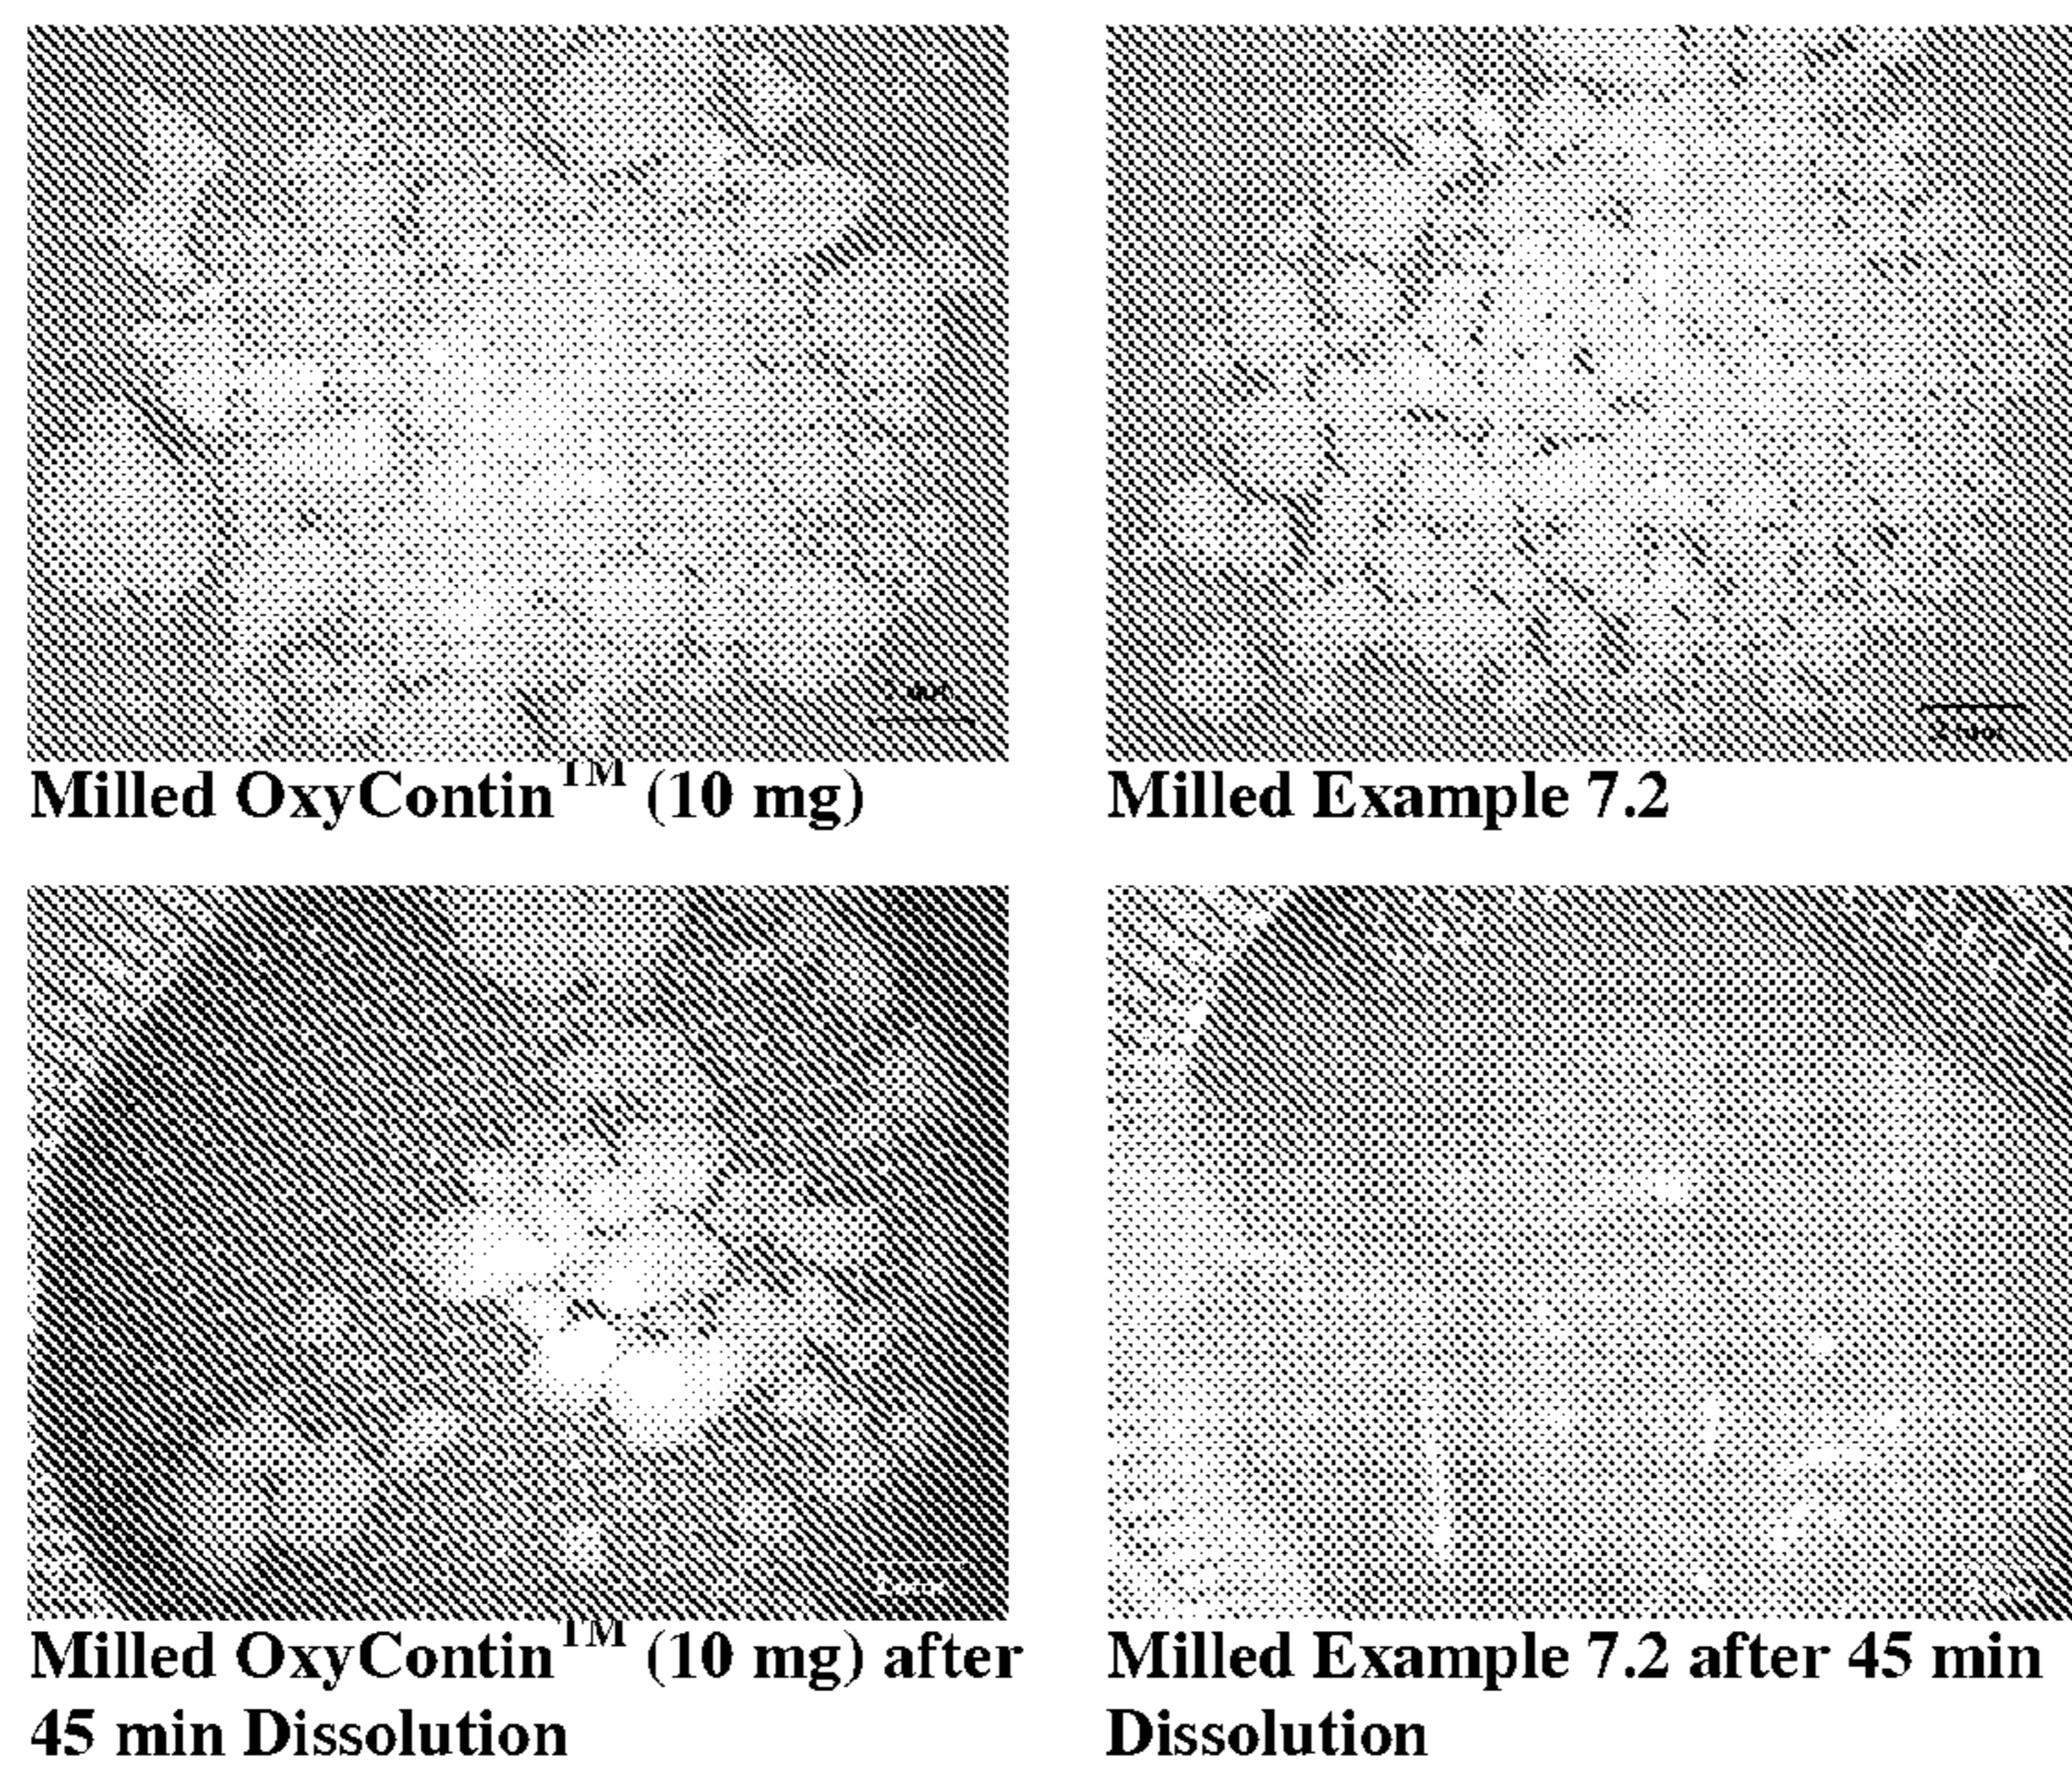 Milled OxyContin™ (10 mg)
Milled Example 7.2
Milled OxyContin™ (10 mg) after
45 min Dissolution
Milled Example 7.2 after 45 min
Dissolution